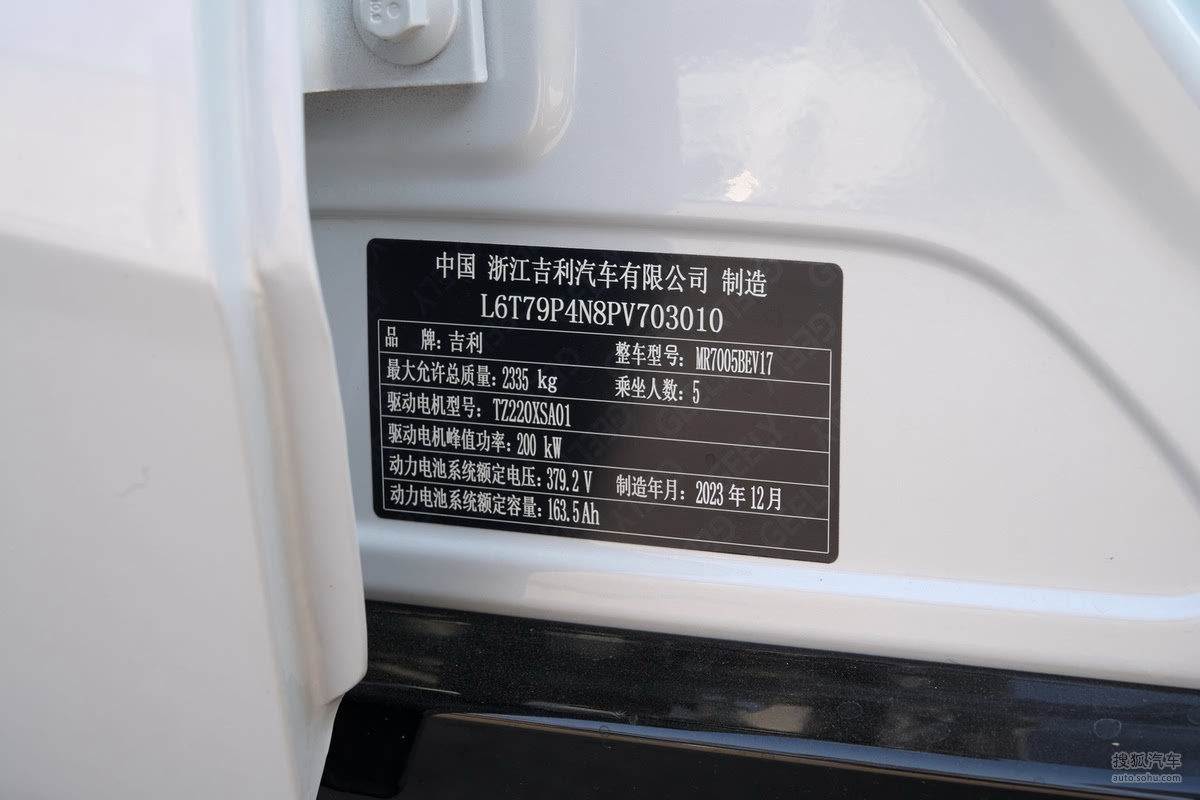 中国 浙江吉利汽车有限公司 制造
L6T79P4N8PV703010
品 牌: 吉利 整车型号: MR7005BEV17
最大允许总质量: 2335 kg 乘坐人数: 5
驱动电机型号: TZ220XSA01
驱动电机峰值功率: 200 kW
动力电池系统额定电压: 379.2 V 制造年月: 2023 年 12 月
动力电池系统额定容量: 163.5 Ah
搜狐汽车
auto.sohu.com